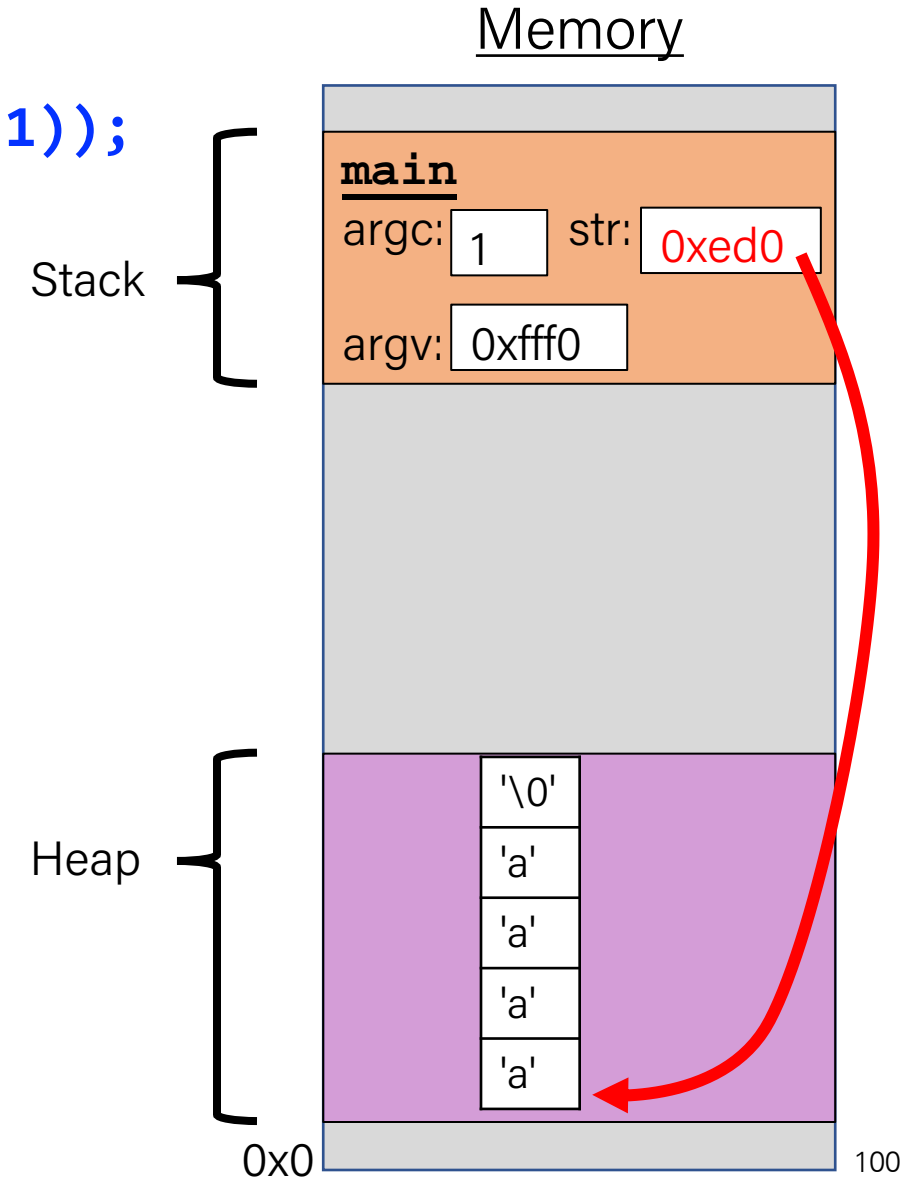 Memory
1));
main
argc: 1 str: 0xed0
Stack
argv: 0xfff0
'\0'
'a'
Heap
'a'
'a'
'a'
0x0
100